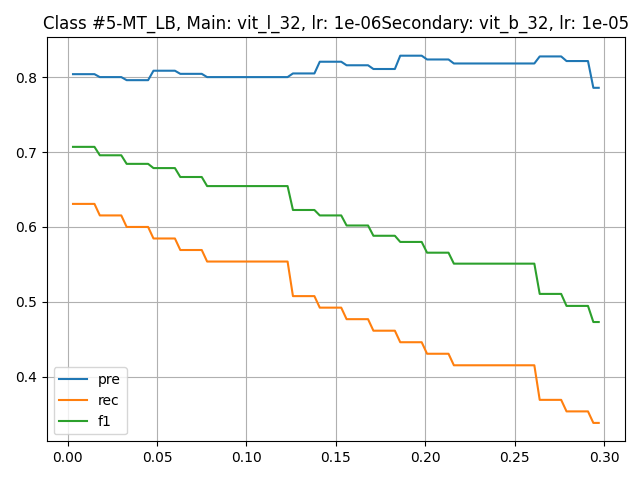 Class #5-MT_LB, Main: vit_l_32, lr: 1e-06Secondary: vit_b_32, lr: 1e-05
0.8
0.7
0.6
0.5
0.4
pre
rec
f1
0.00 0.05 0.10 0.15 0.20 0.25 0.30